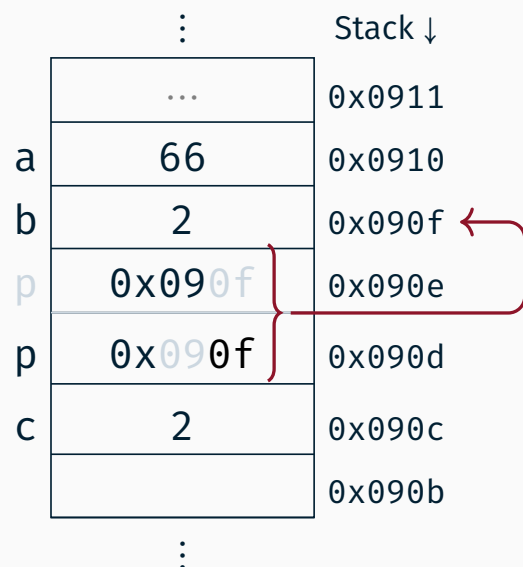 ⋮ Stack ↓
... 0x0911
a 66 0x0910
b 2 0x090f
p 0x090f 0x090e
p 0x090f 0x090d
c 2 0x090c
0x090b
⋮